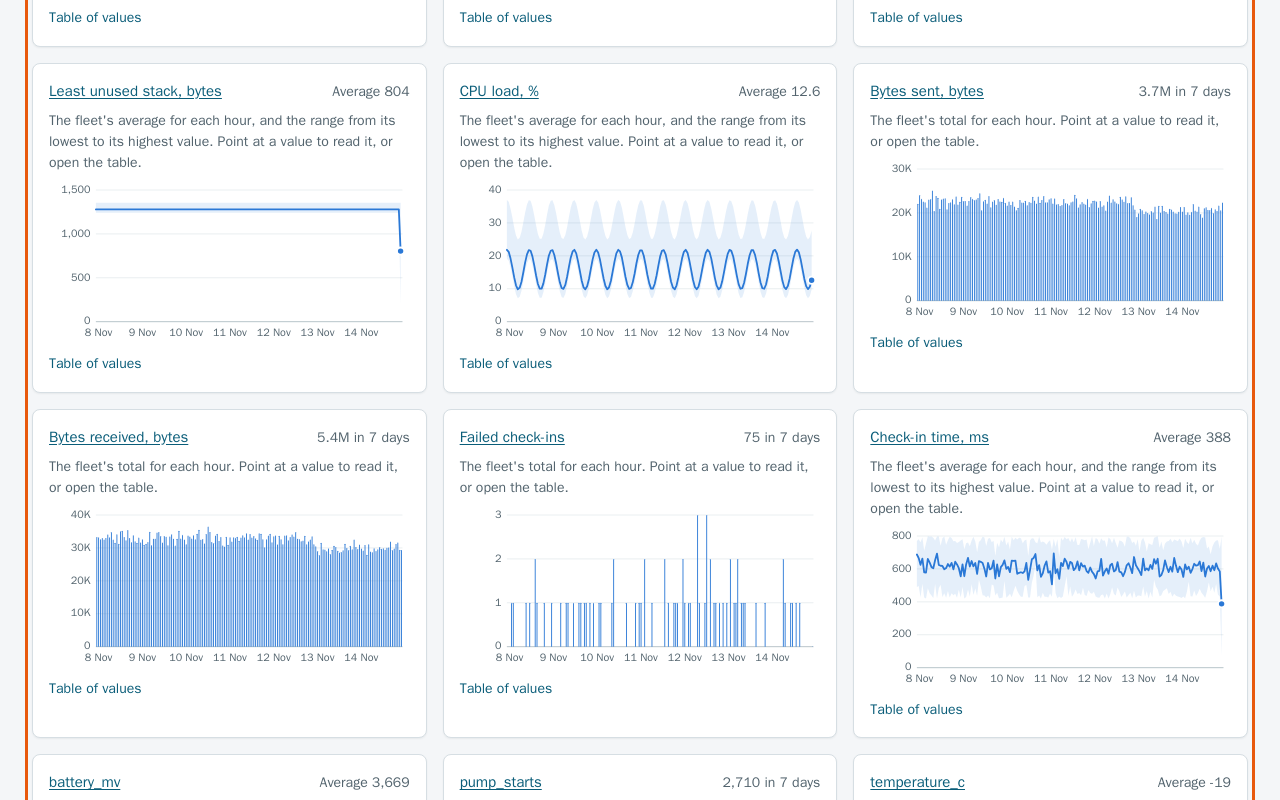 Table of values
Table of values
Table of values
Least unused stack, bytes
Average 804
The fleet's average for each hour, and the range from its
lowest to its highest value. Point at a value to read it, or
open the table.
1,500
1,000
500
0
8 Nov 9 Nov 10 Nov 11 Nov 12 Nov 13 Nov 14 Nov
Table of values
CPU load, %
Average 12.6
The fleet's average for each hour, and the range from its
lowest to its highest value. Point at a value to read it, or
open the table.
40
30
20
10
0
8 Nov 9 Nov 10 Nov 11 Nov 12 Nov 13 Nov 14 Nov
Table of values
Bytes sent, bytes
3.7M in 7 days
The fleet's total for each hour. Point at a value to read it,
or open the table.
30K
20K
10K
0
8 Nov 9 Nov 10 Nov 11 Nov 12 Nov 13 Nov 14 Nov
Table of values
Bytes received, bytes
5.4M in 7 days
The fleet's total for each hour. Point at a value to read it,
or open the table.
40K
30K
20K
10K
0
8 Nov 9 Nov 10 Nov 11 Nov 12 Nov 13 Nov 14 Nov
Table of values
Failed check-ins
75 in 7 days
The fleet's total for each hour. Point at a value to read it,
or open the table.
3
2
1
0
8 Nov 9 Nov 10 Nov 11 Nov 12 Nov 13 Nov 14 Nov
Table of values
Check-in time, ms
Average 388
The fleet's average for each hour, and the range from its
lowest to its highest value. Point at a value to read it, or
open the table.
800
600
400
200
0
8 Nov 9 Nov 10 Nov 11 Nov 12 Nov 13 Nov 14 Nov
Table of values
battery_mv
Average 3,669
pump_starts
2,710 in 7 days
temperature_c
Average -19